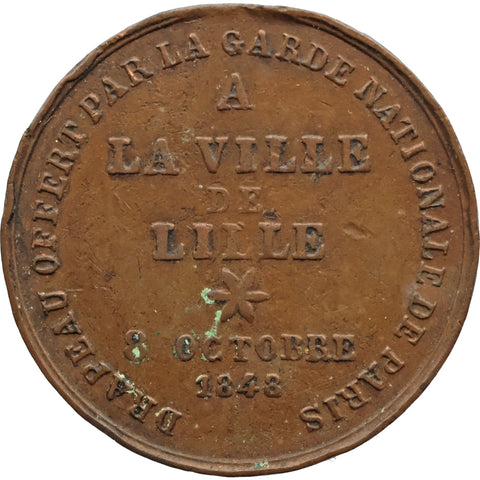 DRAPEAU OFFERT PAR LA GARDE NATIONALE DE PARIS
A
LA VILLE
DE
LILLE
8 OCTOBRE
1848